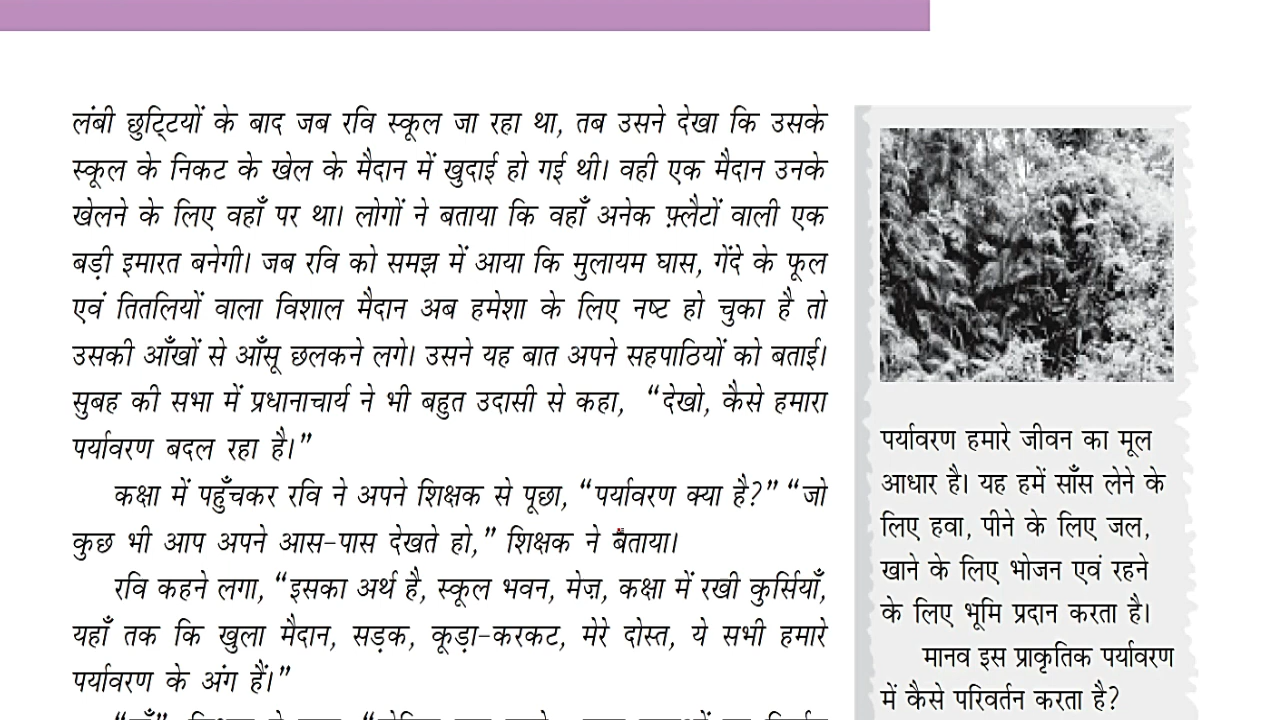 लंबी छुट्टियों के बाद जब रवि स्कूल जा रहा था, तब उसने देखा कि उसके
स्कूल के निकट के खेल के मैदान में खुदाई हो गई थी। वही एक मैदान उनके
खेलने के लिए वहाँ पर था। लोगों ने बताया कि वहाँ अनेक फ़्लैटों वाली एक
बड़ी इमारत बनेगी। जब रवि को समझ में आया कि मुलायम घास, गेंदे के फूल
एवं तितलियों वाला विशाल मैदान अब हमेशा के लिए नष्ट हो चुका है तो
उसकी आँखों से आँसू छलकने लगे। उसने यह बात अपने सहपाठियों को बताई।
सुबह की सभा में प्रधानाचार्य ने भी बहुत उदासी से कहा, “देखो, कैसे हमारा
पर्यावरण बदल रहा है।”
कक्षा में पहुँचकर रवि ने अपने शिक्षक से पूछा, “पर्यावरण क्या है?” “जो
कुछ भी आप अपने आस-पास देखते हो,” शिक्षक ने बताया।
रवि कहने लगा, “इसका अर्थ है, स्कूल भवन, मेज़, कक्षा में रखी कुर्सियाँ,
यहाँ तक कि खुला मैदान, सड़क, कूड़ा-करकट, मेरे दोस्त, ये सभी हमारे
पर्यावरण के अंग हैं।”
पर्यावरण हमारे जीवन का मूल
आधार है। यह हमें साँस लेने के
लिए हवा, पीने के लिए जल,
खाने के लिए भोजन एवं रहने
के लिए भूमि प्रदान करता है।
मानव इस प्राकृतिक पर्यावरण
में कैसे परिवर्तन करता है?